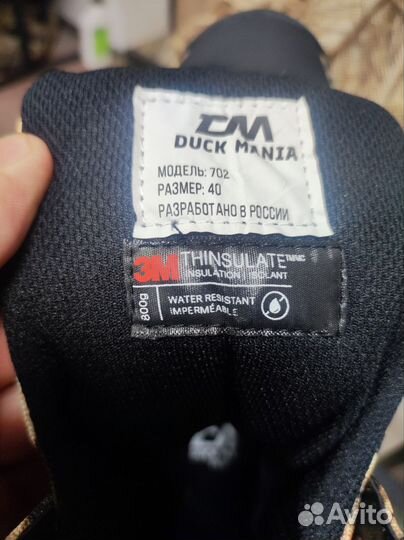 DM
DUCK MANIA
МОДЕЛЬ: 702
РАЗМЕР: 40
РАЗРАБОТАНО В РОССИИ
3M THINSULATE
INSULATION ISOLANT
800g
WATER RESISTANT
IMPERMÉABLE
Avito